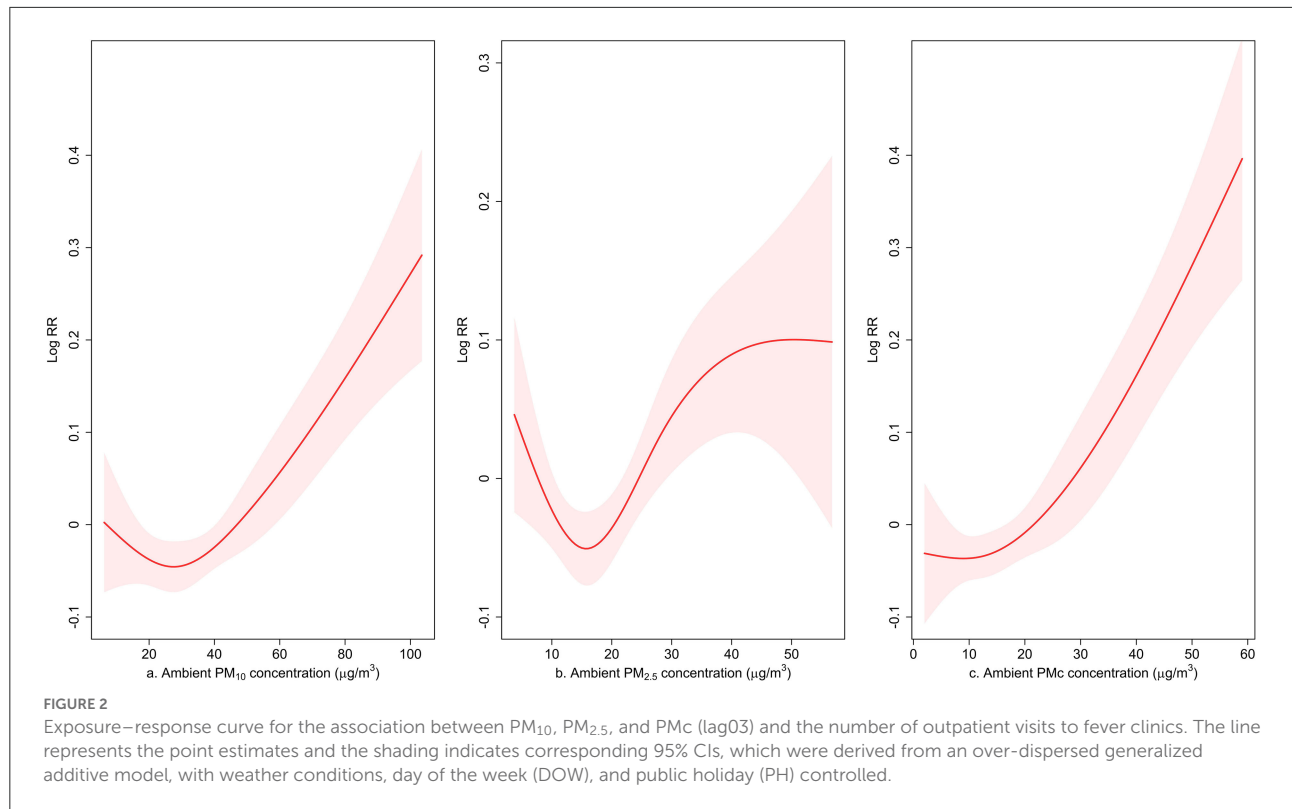 0.4
0.3
0.2
0.1
0
-0.1
Log RR
20 40 60 80 100
a. Ambient PM₁₀ concentration (μg/m³)
0.3
0.2
0.1
0
-0.1
Log RR
10 20 30 40 50
b. Ambient PM₂.₅ concentration (μg/m³)
0.4
0.3
0.2
0.1
0
-0.1
Log RR
0 10 20 30 40 50 60
c. Ambient PMc concentration (μg/m³)
FIGURE 2
Exposure–response curve for the association between PM₁₀, PM₂.₅, and PMc (lag03) and the number of outpatient visits to fever clinics. The line
represents the point estimates and the shading indicates corresponding 95% CIs, which were derived from an over-dispersed generalized
additive model, with weather conditions, day of the week (DOW), and public holiday (PH) controlled.